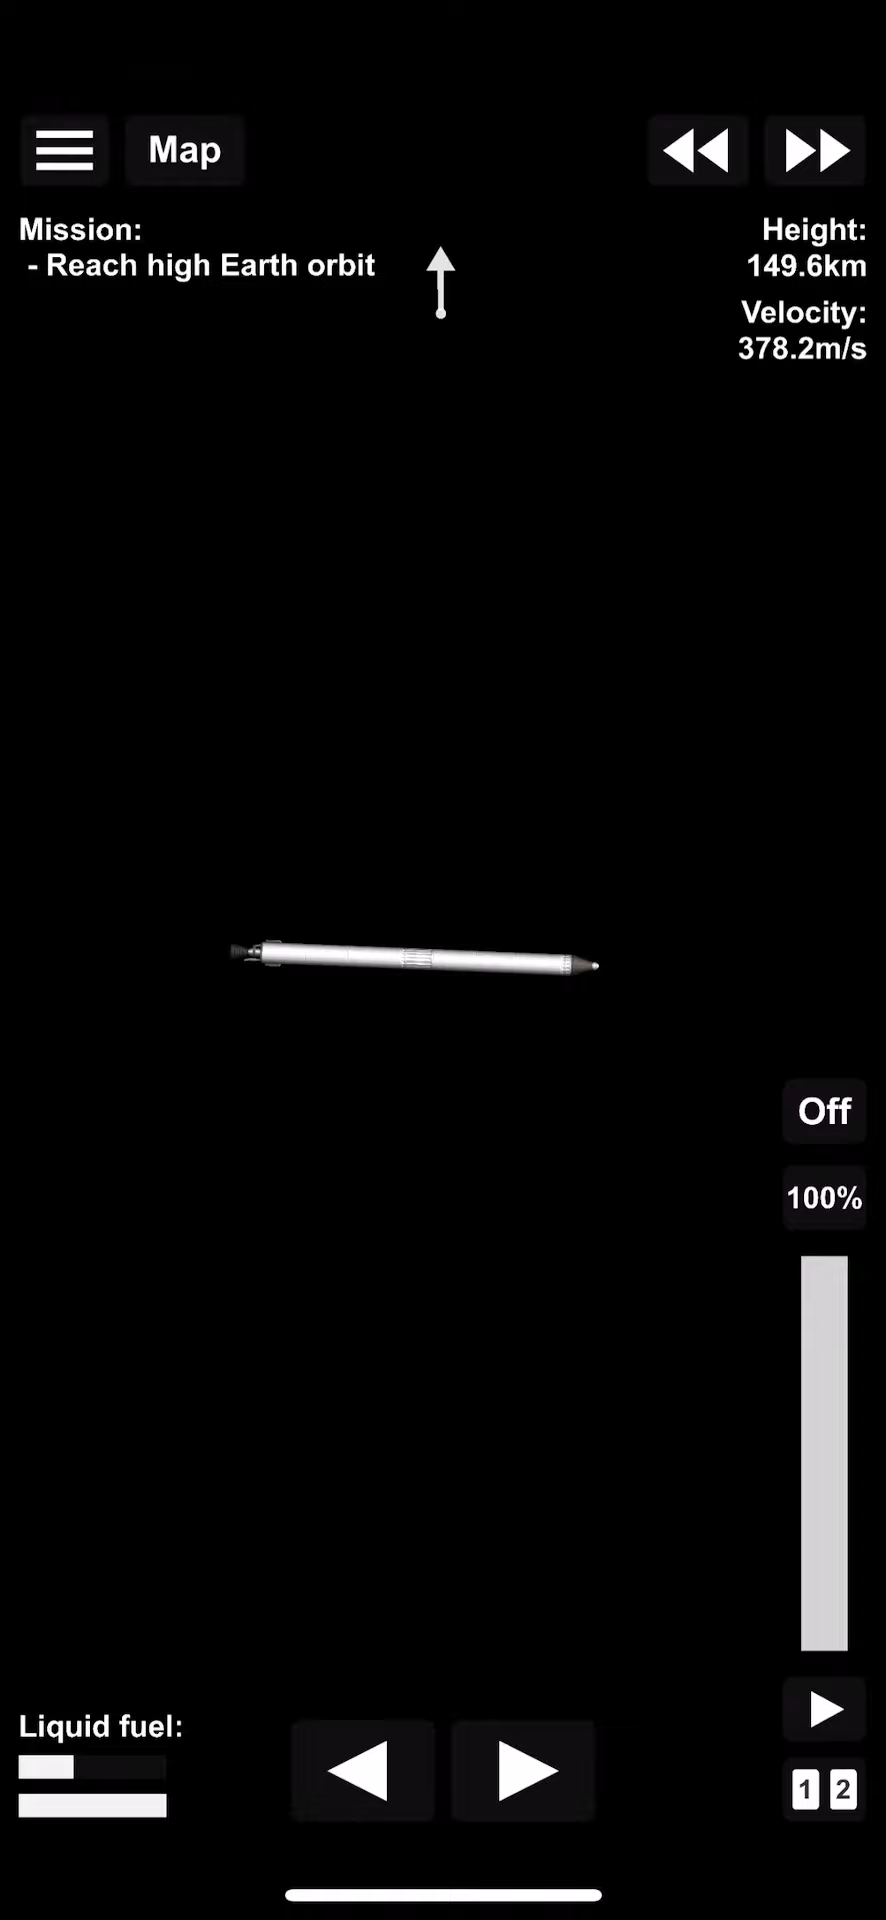 Map
Mission:
- Reach high Earth orbit
Height:
149.6km
Velocity:
378.2m/s
Off
100%
Liquid fuel:
1 2